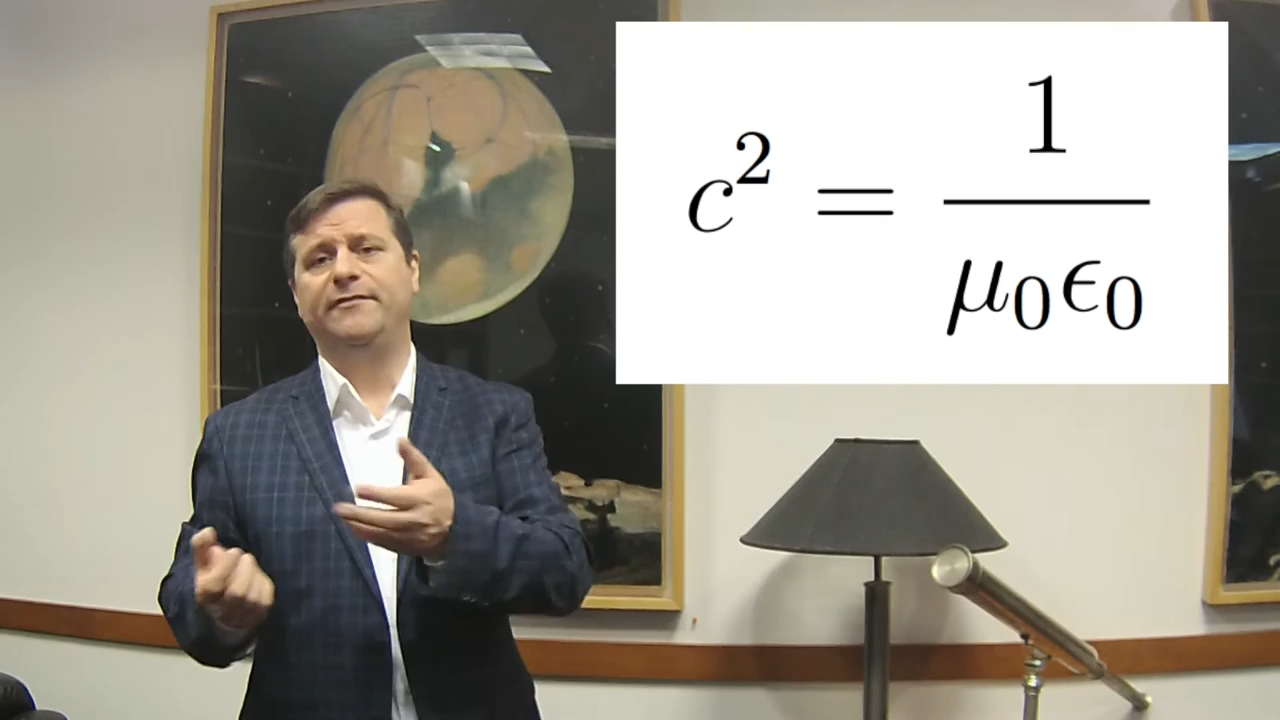 c² = 1/(μ₀ϵ₀)